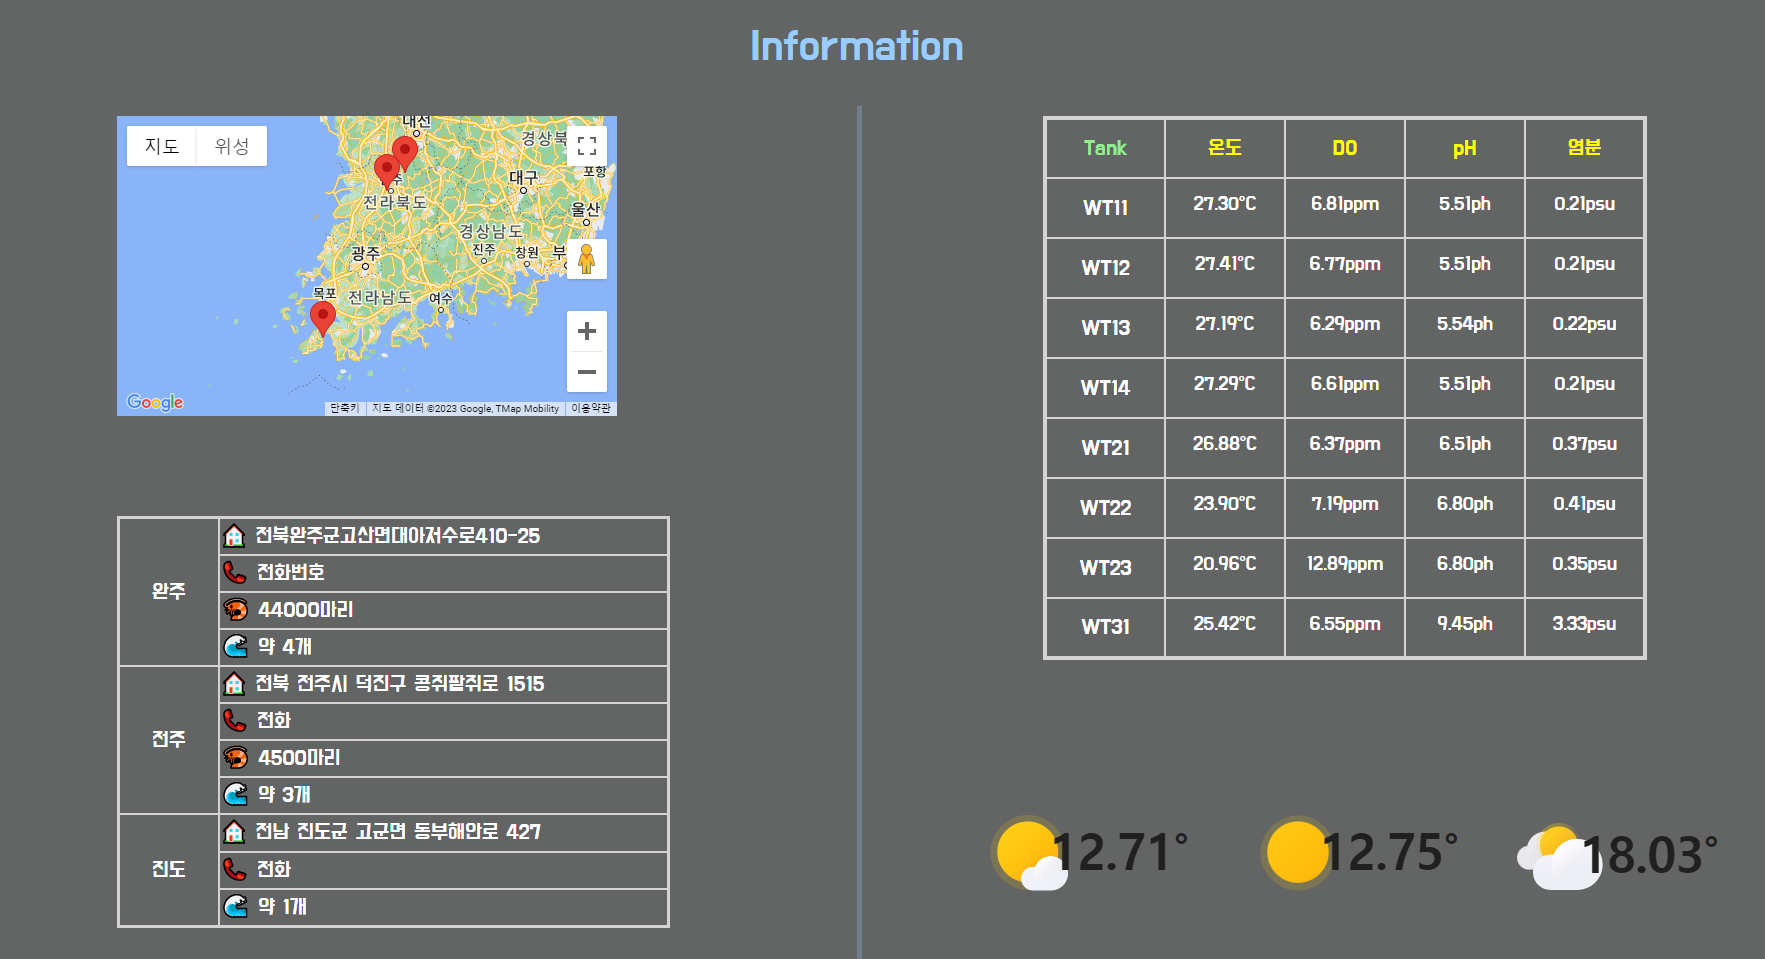 Information
지도 위성
대전
경상북
포항
전주
대구
전라북도
울산
경상남도
광주 진주 창원 부
목포 전라남도 여수
Google
단축키 지도 데이터 ©2023 Google, TMap Mobility 이용약관
완주
전북완주군고산면대아저수로410-25
전화번호
44000마리
약 4개
전주
전북 전주시 덕진구 콩쥐팥쥐로 1515
전화
4500마리
약 3개
진도
전남 진도군 고군면 동부해안로 427
전화
약 1개
Tank 온도 DO pH 염분
WT11 27.30°C 6.81ppm 5.51ph 0.21psu
WT12 27.41°C 6.77ppm 5.51ph 0.21psu
WT13 27.19°C 6.29ppm 5.54ph 0.22psu
WT14 27.29°C 6.61ppm 5.51ph 0.21psu
WT21 26.88°C 6.37ppm 6.51ph 0.37psu
WT22 23.90°C 7.19ppm 6.80ph 0.41psu
WT23 20.96°C 12.89ppm 6.80ph 0.35psu
WT31 25.42°C 6.55ppm 9.45ph 3.33psu
12.71° 12.75° 18.03°